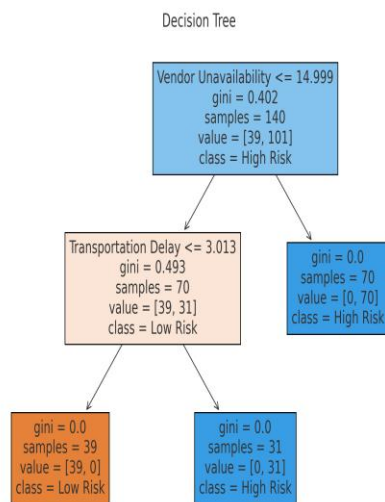 Decision Tree
Vendor Unavailability <= 14.999
gini = 0.402
samples = 140
value = [39, 101]
class = High Risk
Transportation Delay <= 3.013
gini = 0.493
samples = 70
value = [39, 31]
class = Low Risk
gini = 0.0
samples = 70
value = [0, 70]
class = High Risk
gini = 0.0
samples = 39
value = [39, 0]
class = Low Risk
gini = 0.0
samples = 31
value = [0, 31]
class = High Risk